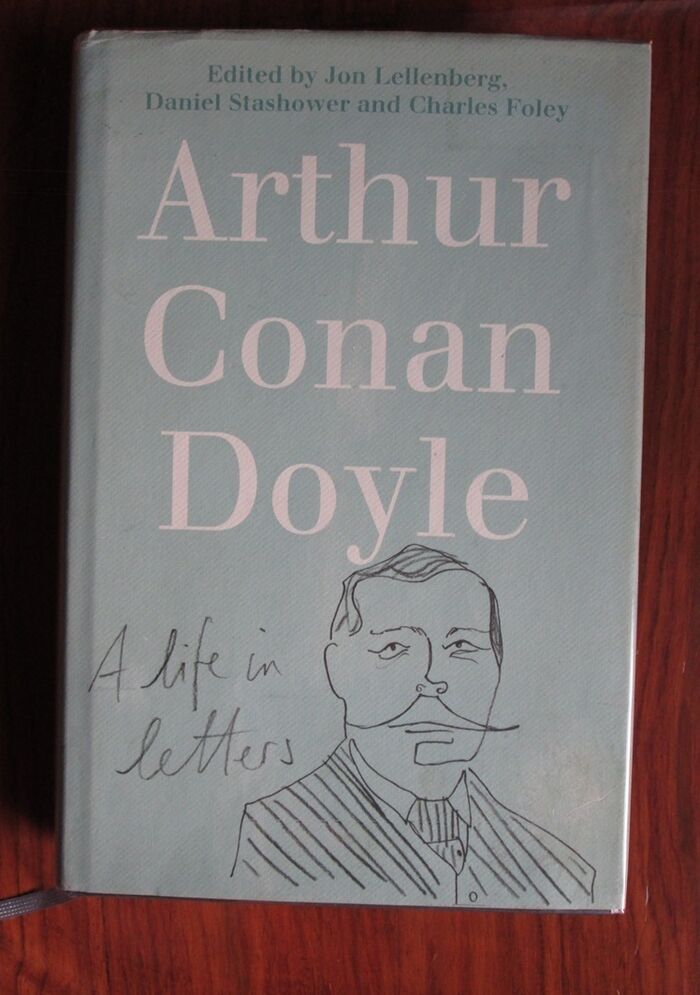 Edited by Jon Lellenberg,
Daniel Stashower and Charles Foley
Arthur
Conan
Doyle
A life in
letters